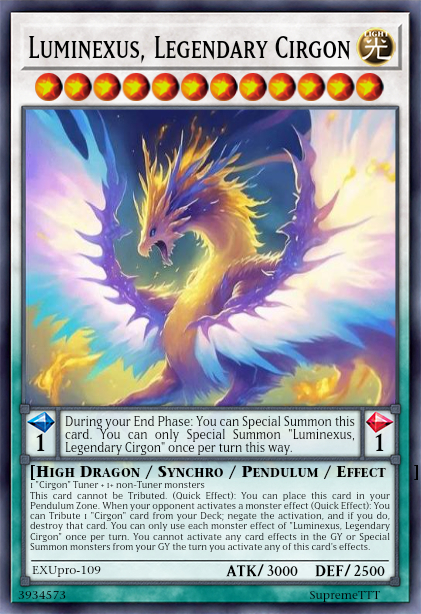 Luminexus, Legendary Cirgon
LIGHT
光
During your End Phase: You can Special Summon this
card. You can only Special Summon "Luminexus,
Legendary Cirgon" once per turn this way.
1
1
[High Dragon / Synchro / Pendulum / Effect ]
1 "Cirgon" Tuner + 1+ non-Tuner monsters
This card cannot be Tributed. (Quick Effect): You can place this card in your
Pendulum Zone. When your opponent activates a monster effect (Quick Effect): You
can Tribute 1 "Cirgon" card from your Deck; negate the activation, and if you do,
destroy that card. You can only use each monster effect of "Luminexus, Legendary
Cirgon" once per turn. You cannot activate any card effects in the GY or Special
Summon monsters from your GY the turn you activate any of this card's effects.
EXUpro-109
ATK/ 3000 DEF/ 2500
3934573
SupremeTTT